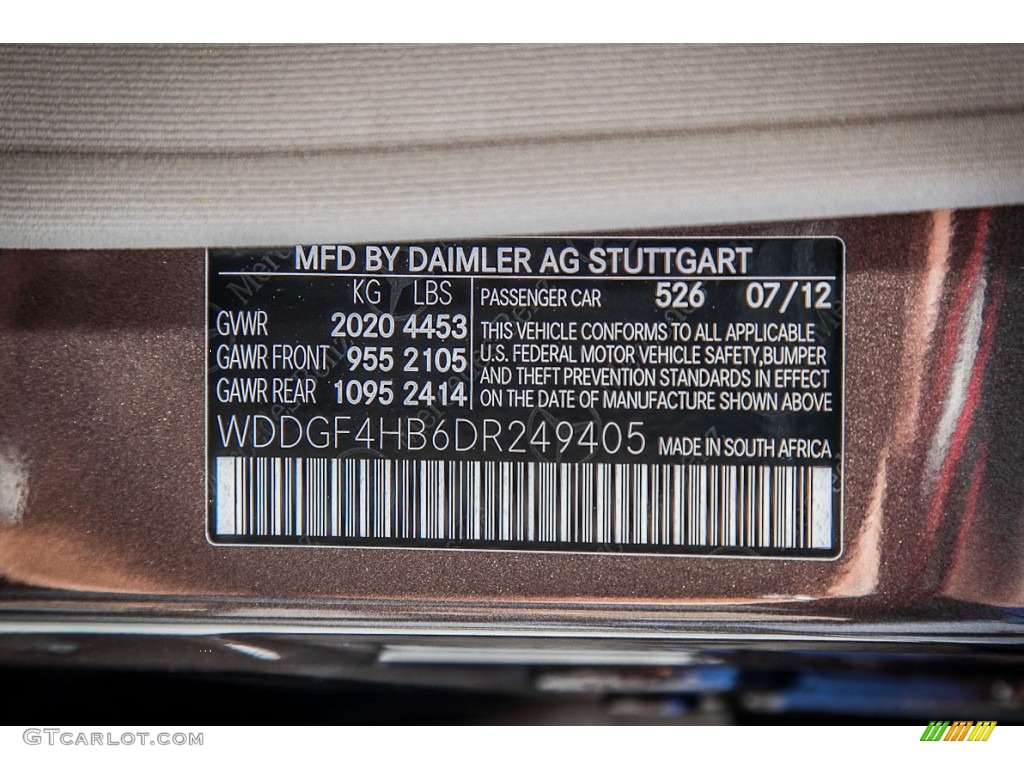 MFD BY DAIMLER AG STUTTGART
KG LBS
GVWR 2020 4453
GAWR FRONT 955 2105
GAWR REAR 1095 2414
PASSENGER CAR 526 07/12
THIS VEHICLE CONFORMS TO ALL APPLICABLE
U.S. FEDERAL MOTOR VEHICLE SAFETY,BUMPER
AND THEFT PREVENTION STANDARDS IN EFFECT
ON THE DATE OF MANUFACTURE SHOWN ABOVE
WDDGF4HB6DR249405 MADE IN SOUTH AFRICA
GTCARLOT.COM